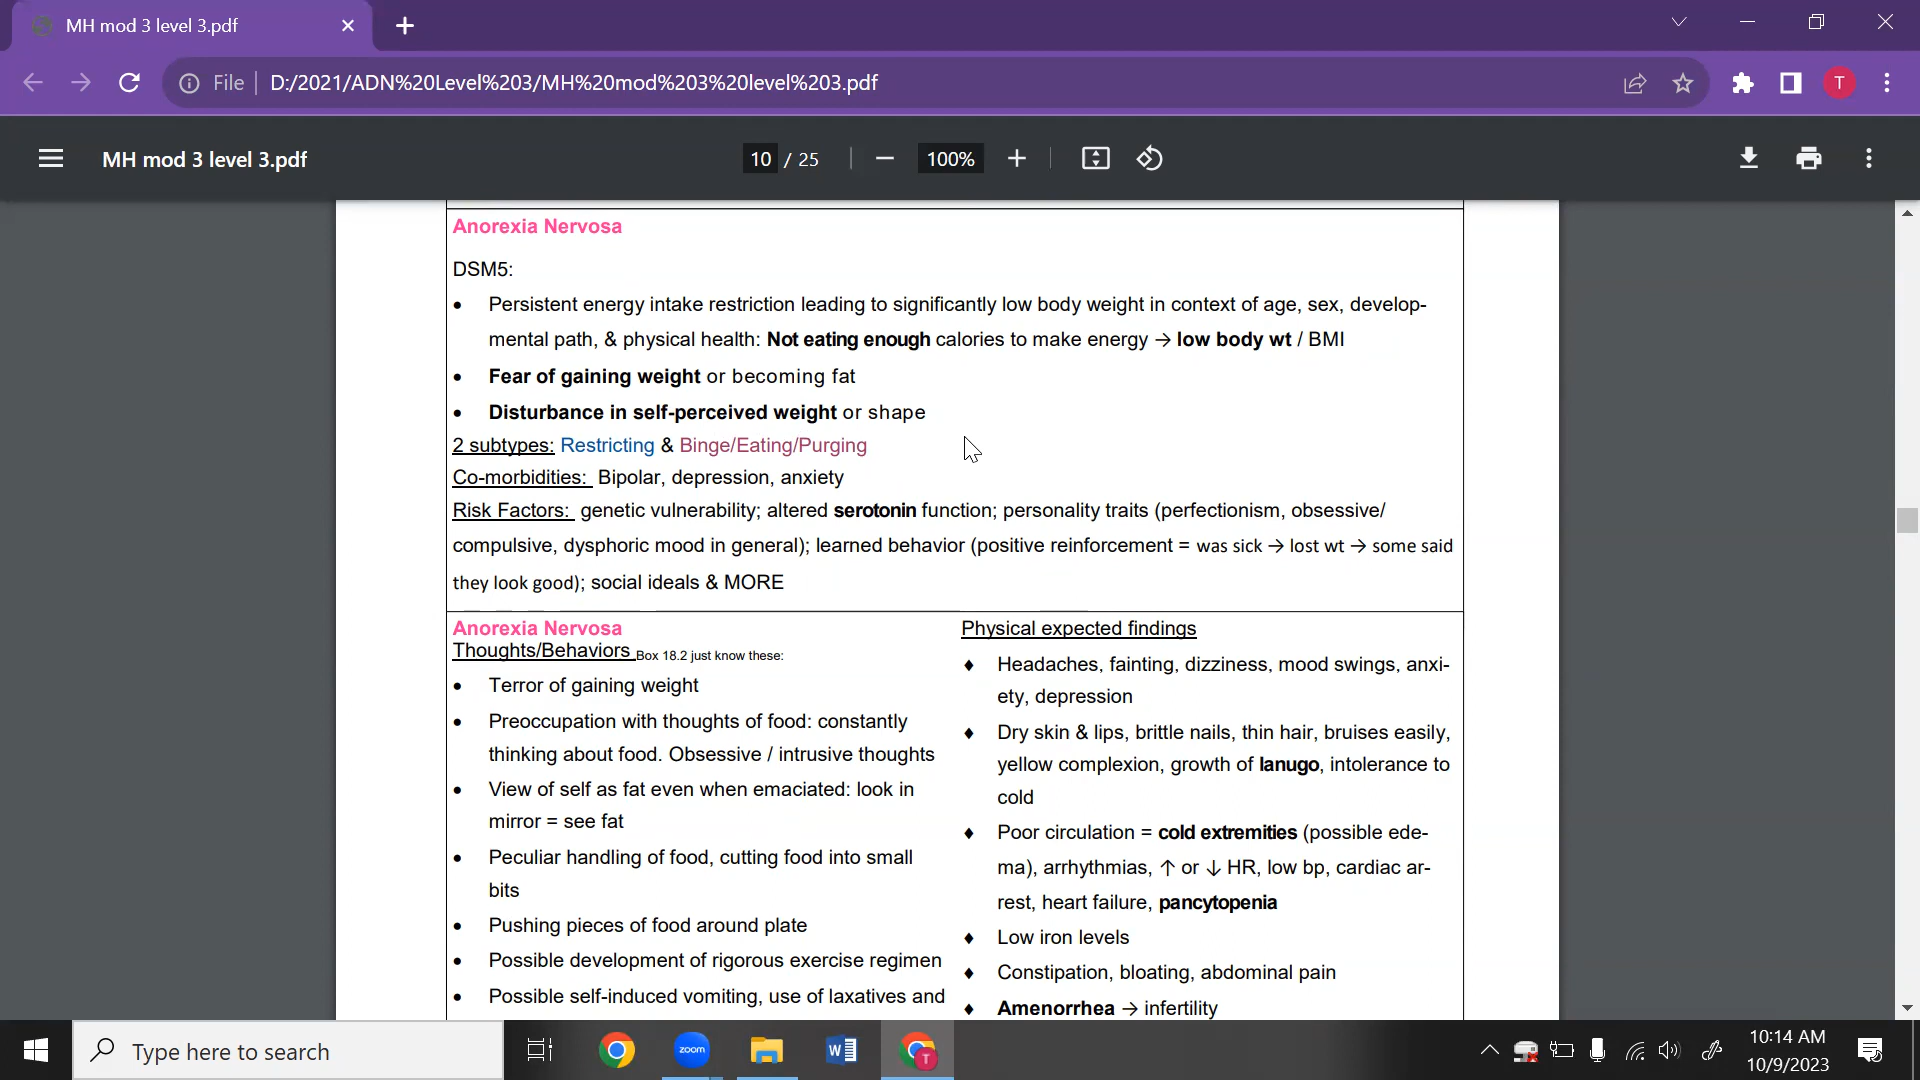 MH mod 3 level 3.pdf
File
D:/2021/ADN%20Level%203/MH%20mod%203%20level%203.pdf
T
MH mod 3 level 3.pdf
10 / 25
100%
Anorexia Nervosa
DSM5:
• Persistent energy intake restriction leading to significantly low body weight in context of age, sex, develop-
mental path, & physical health: Not eating enough calories to make energy → low body wt / BMI
• Fear of gaining weight or becoming fat
• Disturbance in self-perceived weight or shape
2 subtypes: Restricting & Binge/Eating/Purging
Co-morbidities: Bipolar, depression, anxiety
Risk Factors: genetic vulnerability; altered serotonin function; personality traits (perfectionism, obsessive/
compulsive, dysphoric mood in general); learned behavior (positive reinforcement = was sick → lost wt → some said
they look good); social ideals & MORE
Anorexia Nervosa
Thoughts/Behaviors Box 18.2 just know these:
• Terror of gaining weight
• Preoccupation with thoughts of food: constantly
thinking about food. Obsessive / intrusive thoughts
• View of self as fat even when emaciated: look in
mirror = see fat
• Peculiar handling of food, cutting food into small
bits
• Pushing pieces of food around plate
• Possible development of rigorous exercise regimen
• Possible self-induced vomiting, use of laxatives and
Physical expected findings
♦ Headaches, fainting, dizziness, mood swings, anxi-
ety, depression
♦ Dry skin & lips, brittle nails, thin hair, bruises easily,
yellow complexion, growth of lanugo, intolerance to
cold
♦ Poor circulation = cold extremities (possible ede-
ma), arrhythmias, ↑ or ↓ HR, low bp, cardiac ar-
rest, heart failure, pancytopenia
♦ Low iron levels
♦ Constipation, bloating, abdominal pain
♦ Amenorrhea → infertility
Type here to search
zoom
W
T
10:14 AM
10/9/2023